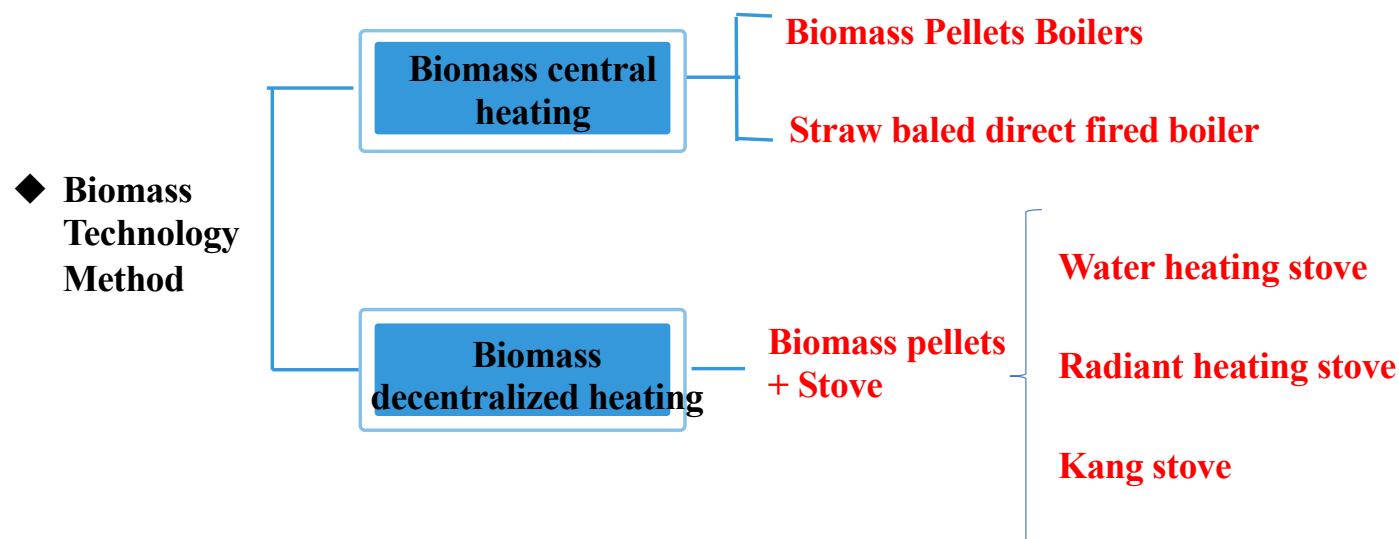 Biomass
Technology
Method
Biomass central
heating
Biomass Pellets Boilers
Straw baled direct fired boiler
Biomass
decentralized heating
Biomass pellets
+ Stove
Water heating stove
Radiant heating stove
Kang stove